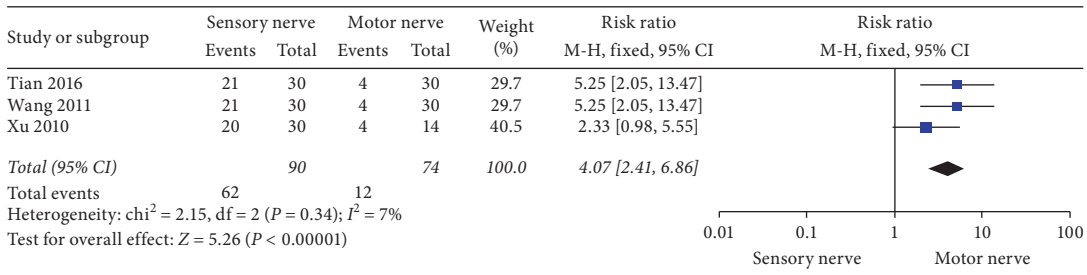 Study or subgroup Sensory nerve Motor nerve Weight (%) Risk ratio Risk ratio
Events Total Events Total M-H, fixed, 95% CI M-H, fixed, 95% CI
Tian 2016 21 30 4 30 29.7 5.25 [2.05, 13.47]
Wang 2011 21 30 4 30 29.7 5.25 [2.05, 13.47]
Xu 2010 20 30 4 14 40.5 2.33 [0.98, 5.55]
Total (95% CI) 90 74 100.0 4.07 [2.41, 6.86]
Total events 62 12
Heterogeneity: chi² = 2.15, df = 2 (P = 0.34); I² = 7%
Test for overall effect: Z = 5.26 (P < 0.00001)
0.01 0.1 1 10 100
Sensory nerve Motor nerve